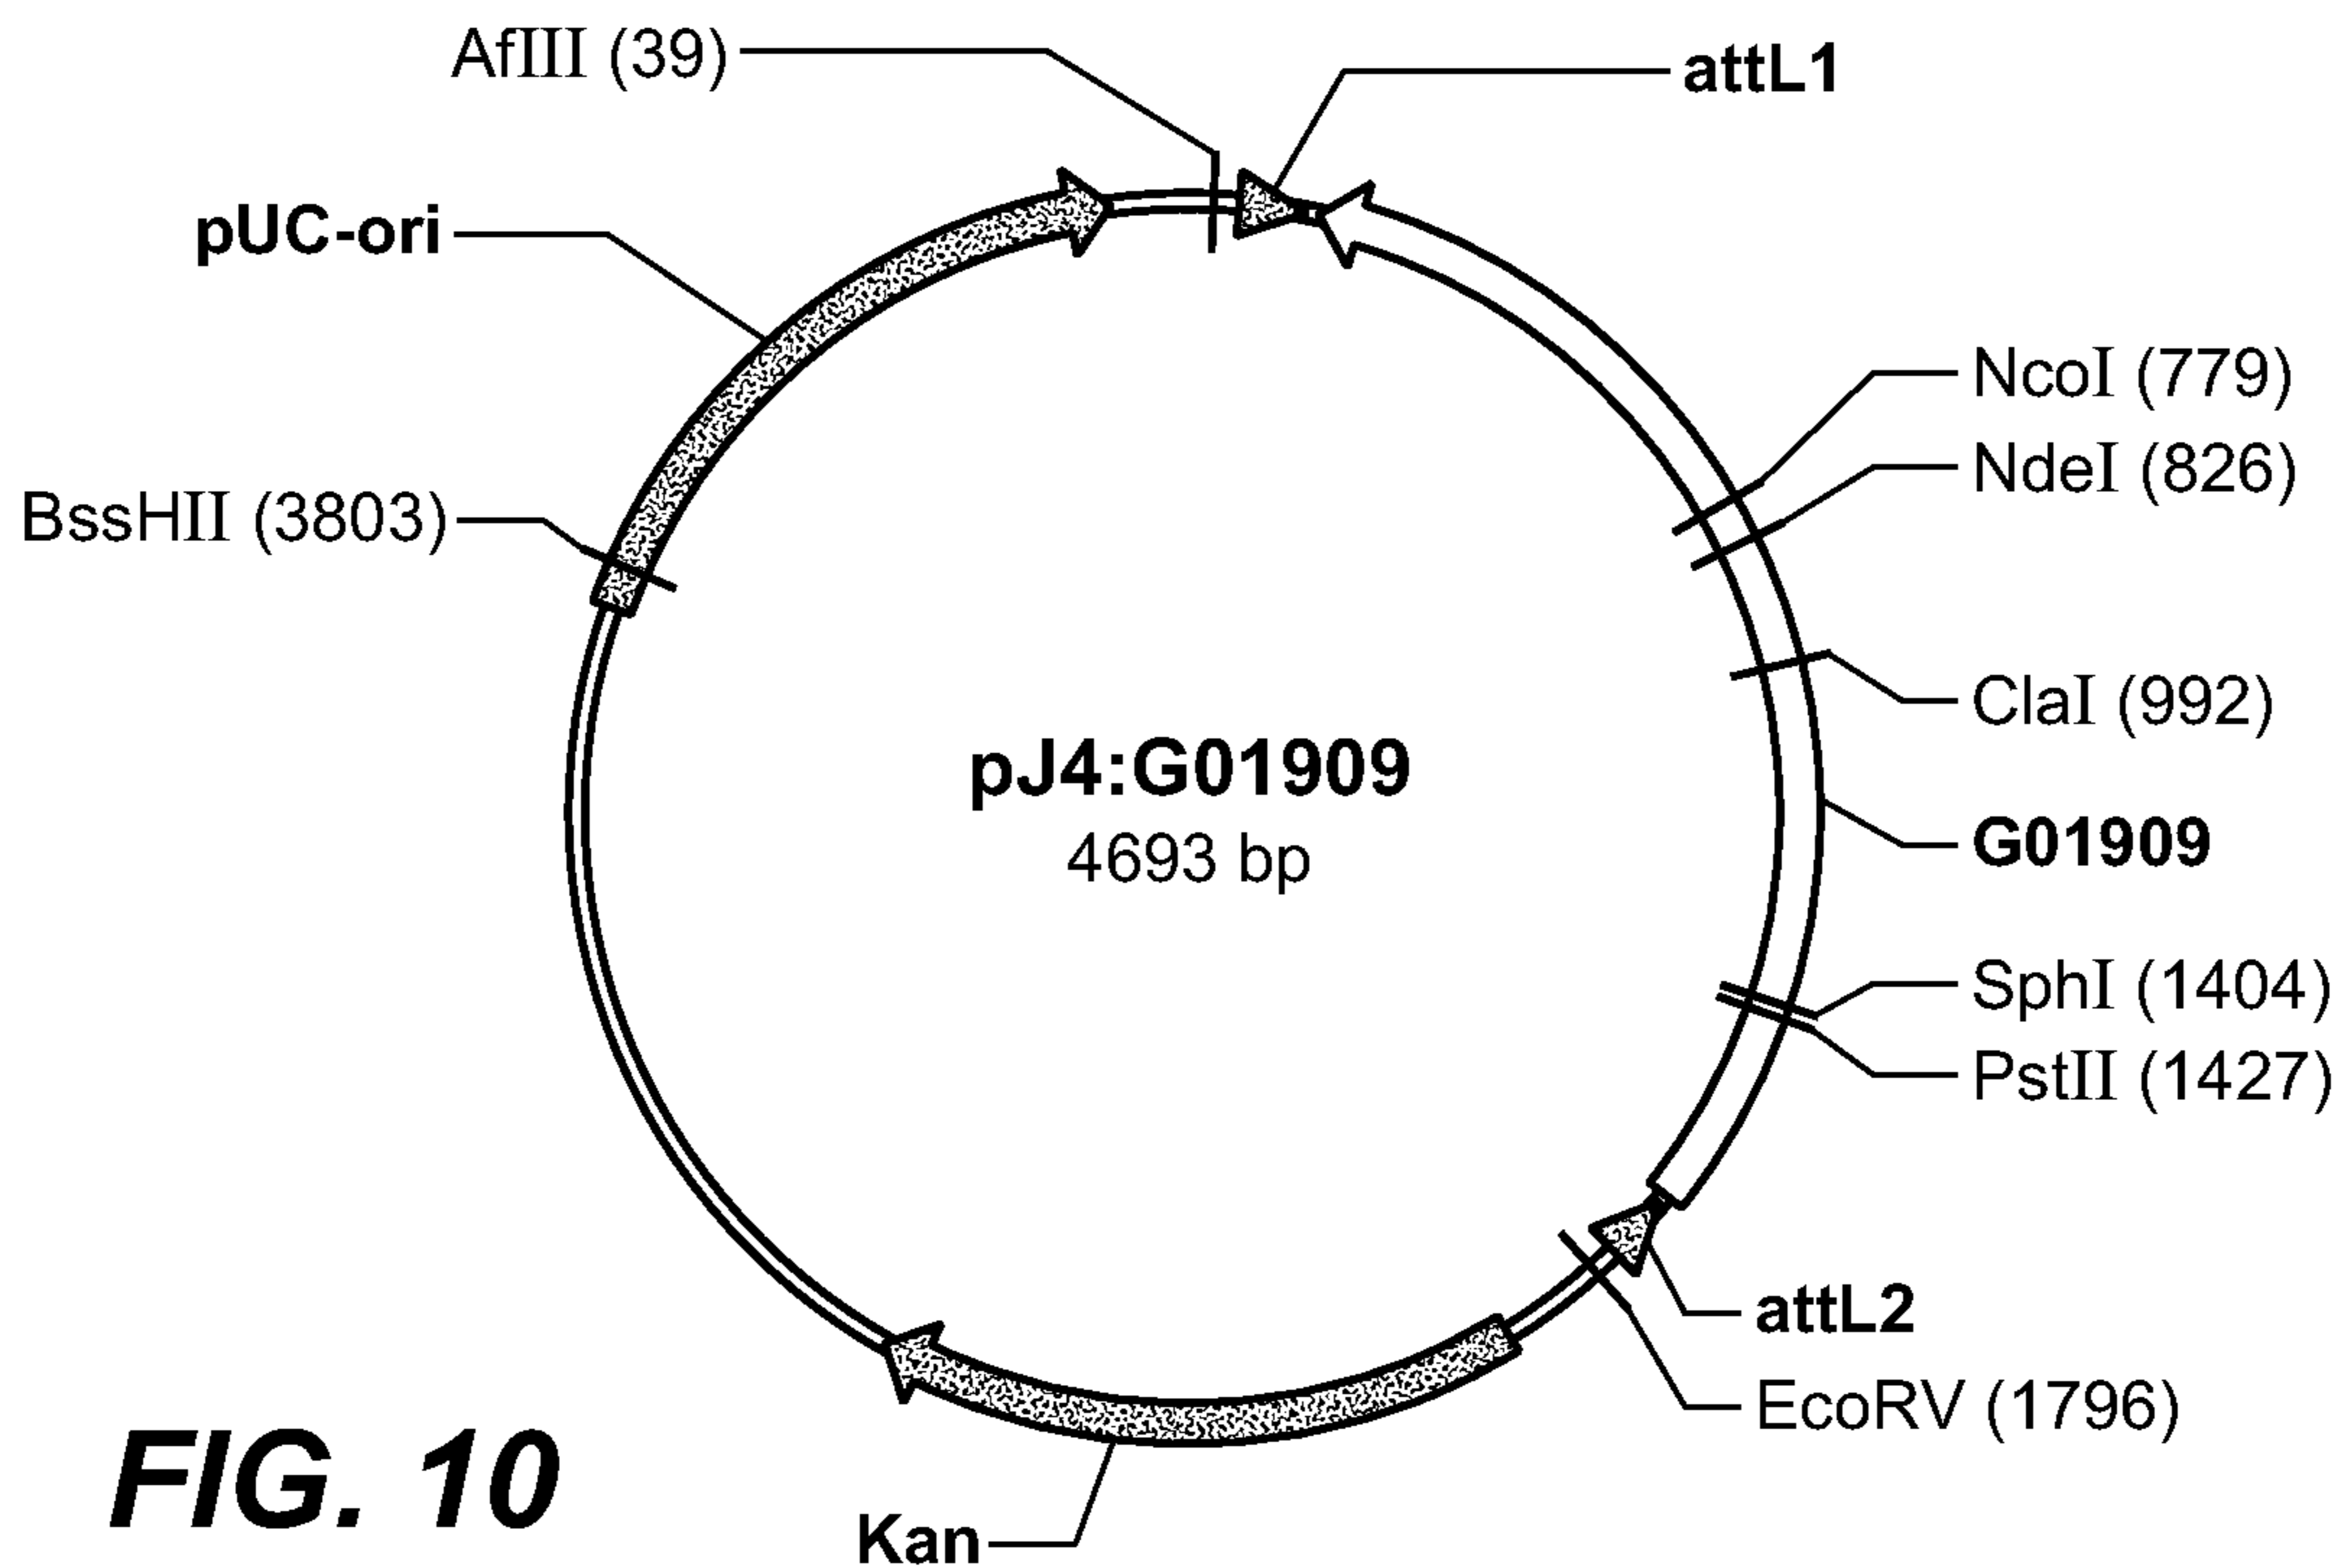 AfIII (39)
attL1
pUC-ori
NcoI (779)
NdeI (826)
BssHII (3803)
ClaI (992)
pJ4:G01909
4693 bp
G01909
SphI (1404)
PstII (1427)
attL2
EcoRV (1796)
Kan
FIG. 10